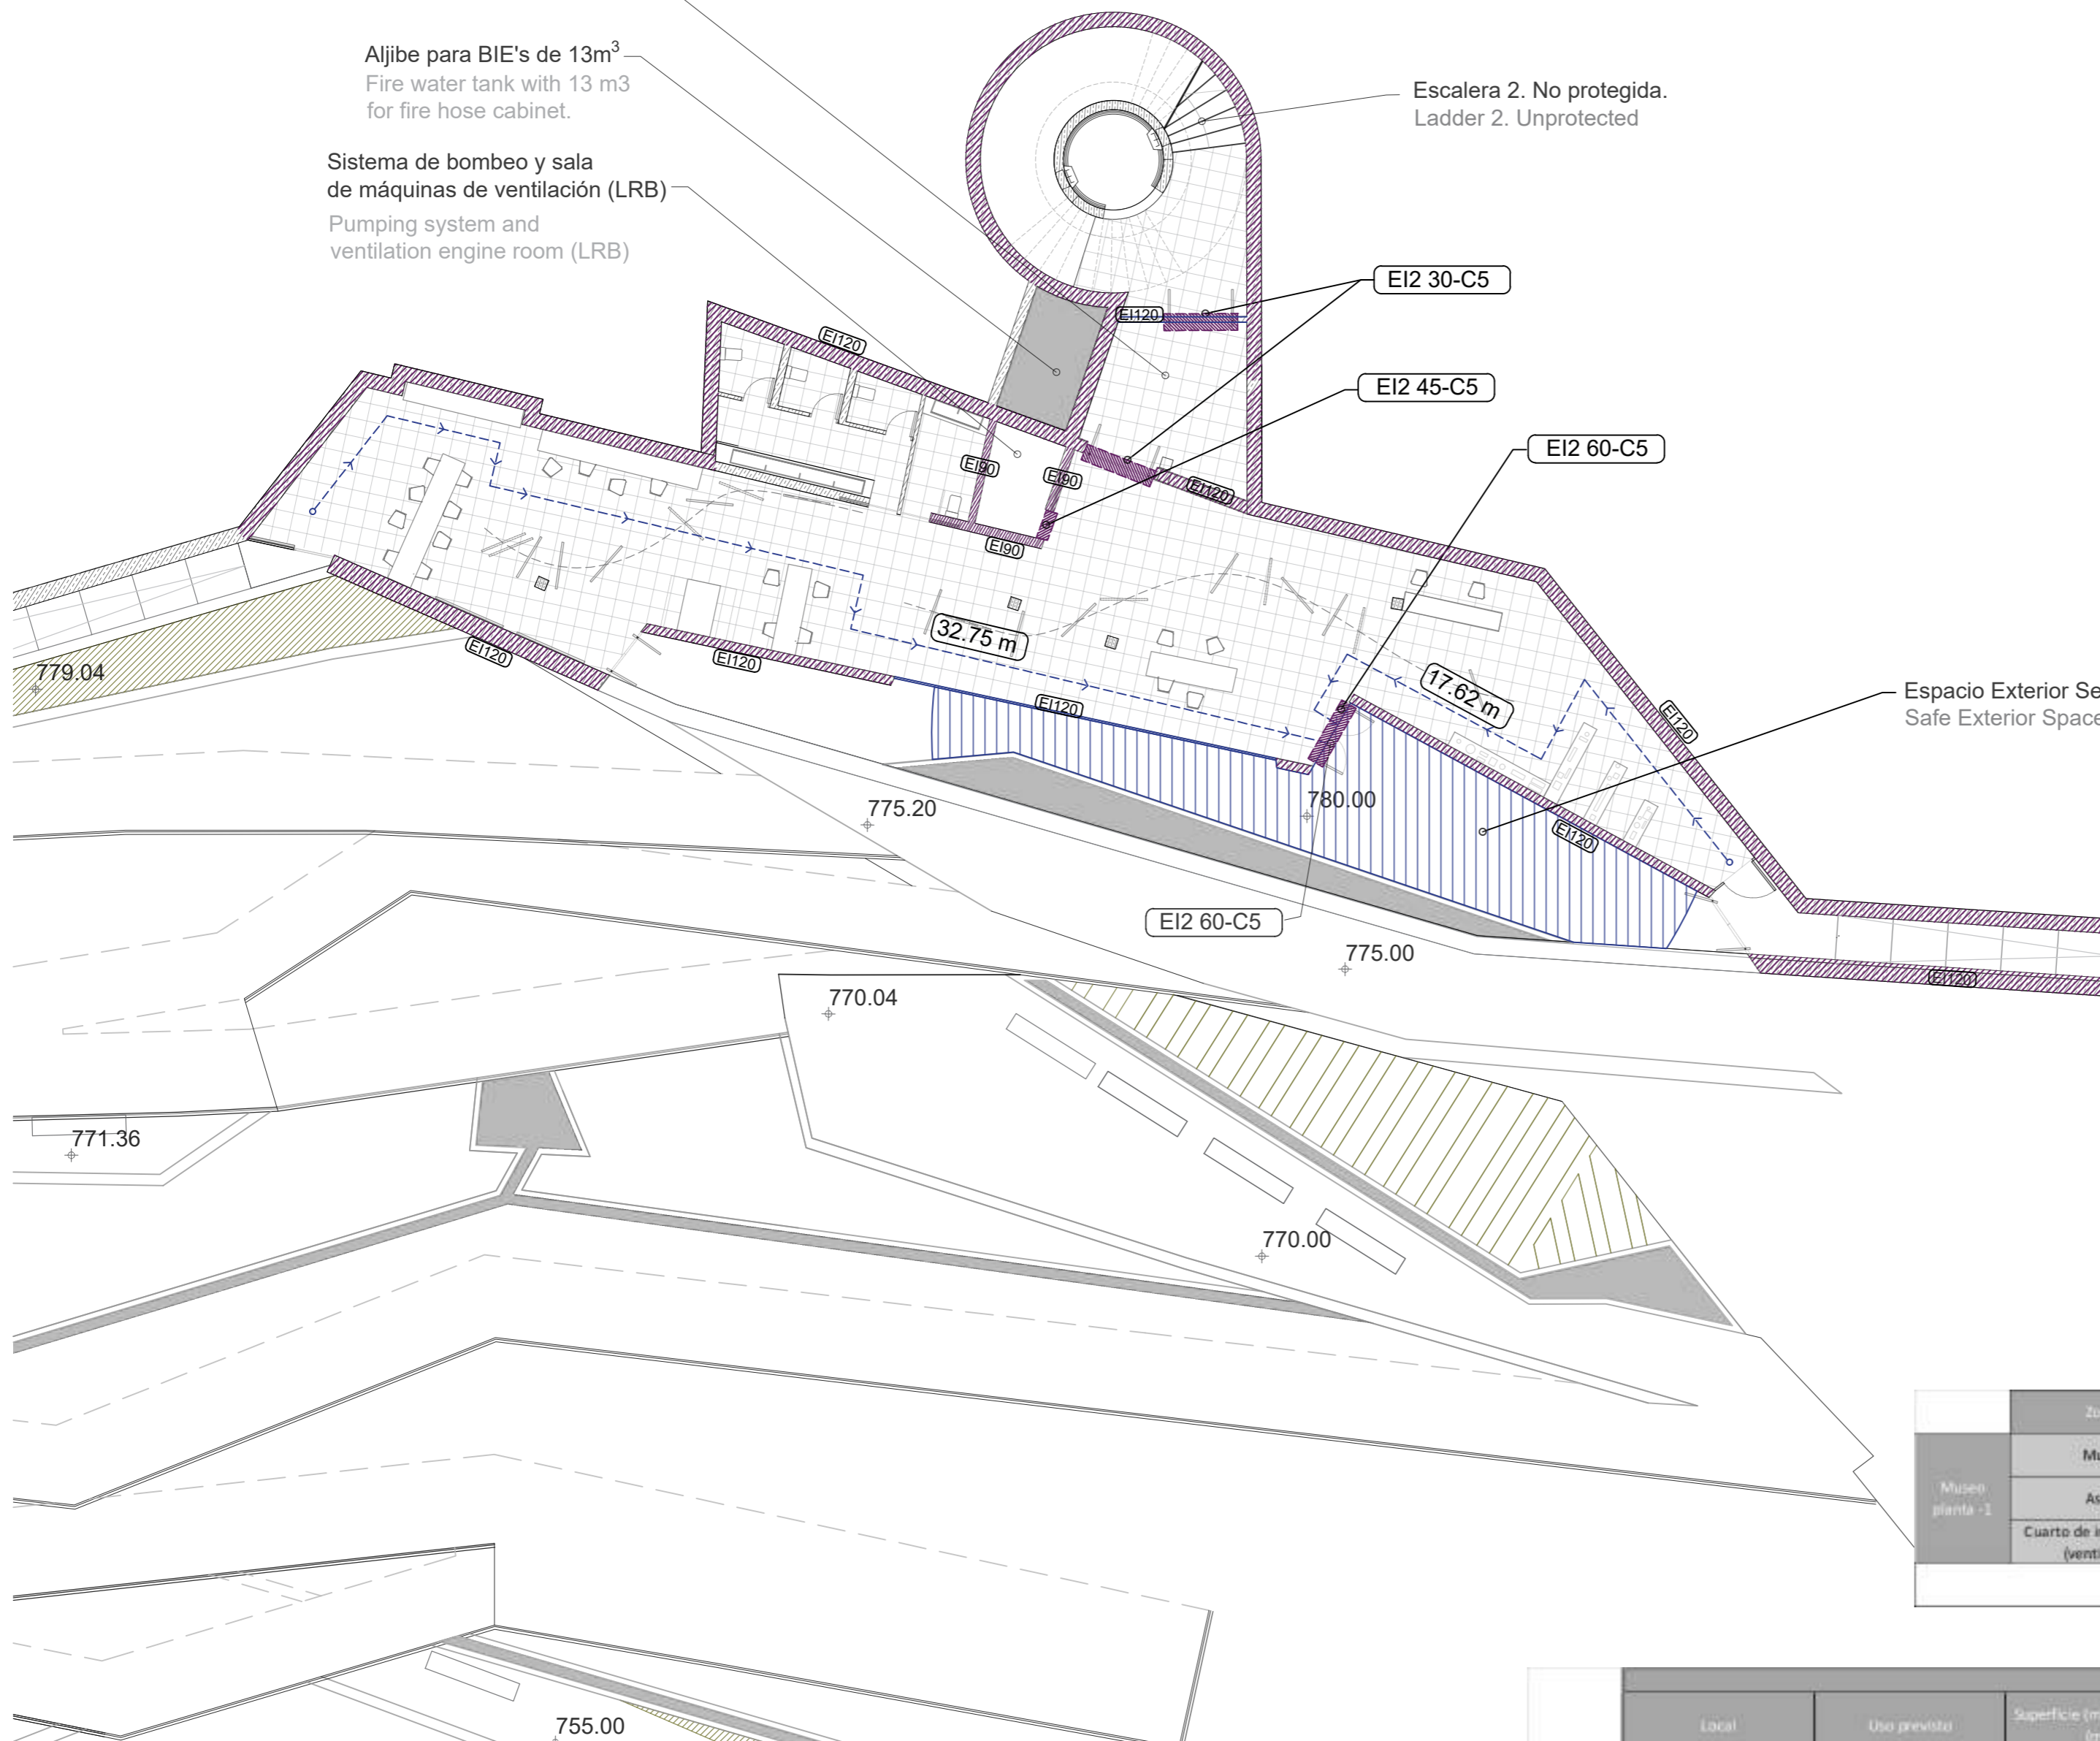 Aljibe para BIE's de 13m³
Fire water tank with 13 m3
for fire hose cabinet.
Sistema de bombeo y sala
de máquinas de ventilación (LRB)
Pumping system and
ventilation engine room (LRB)
Escalera 2. No protegida.
Ladder 2. Unprotected
EI2 30-C5
EI120
EI120
EI2 45-C5
EI2 60-C5
EI90
EI90
EI120
EI90
32.75 m
EI120
EI120
779.04
17.62 m
EI120
EI120
Espacio Exterior Se
Safe Exterior Space
775.20
780.00
EI120
EI2 60-C5
775.00
EI120
770.04
771.36
770.00
Museo
planta -1
Cuarto de i
(venti
Local
Uso previsto
Superficie (m
755.00